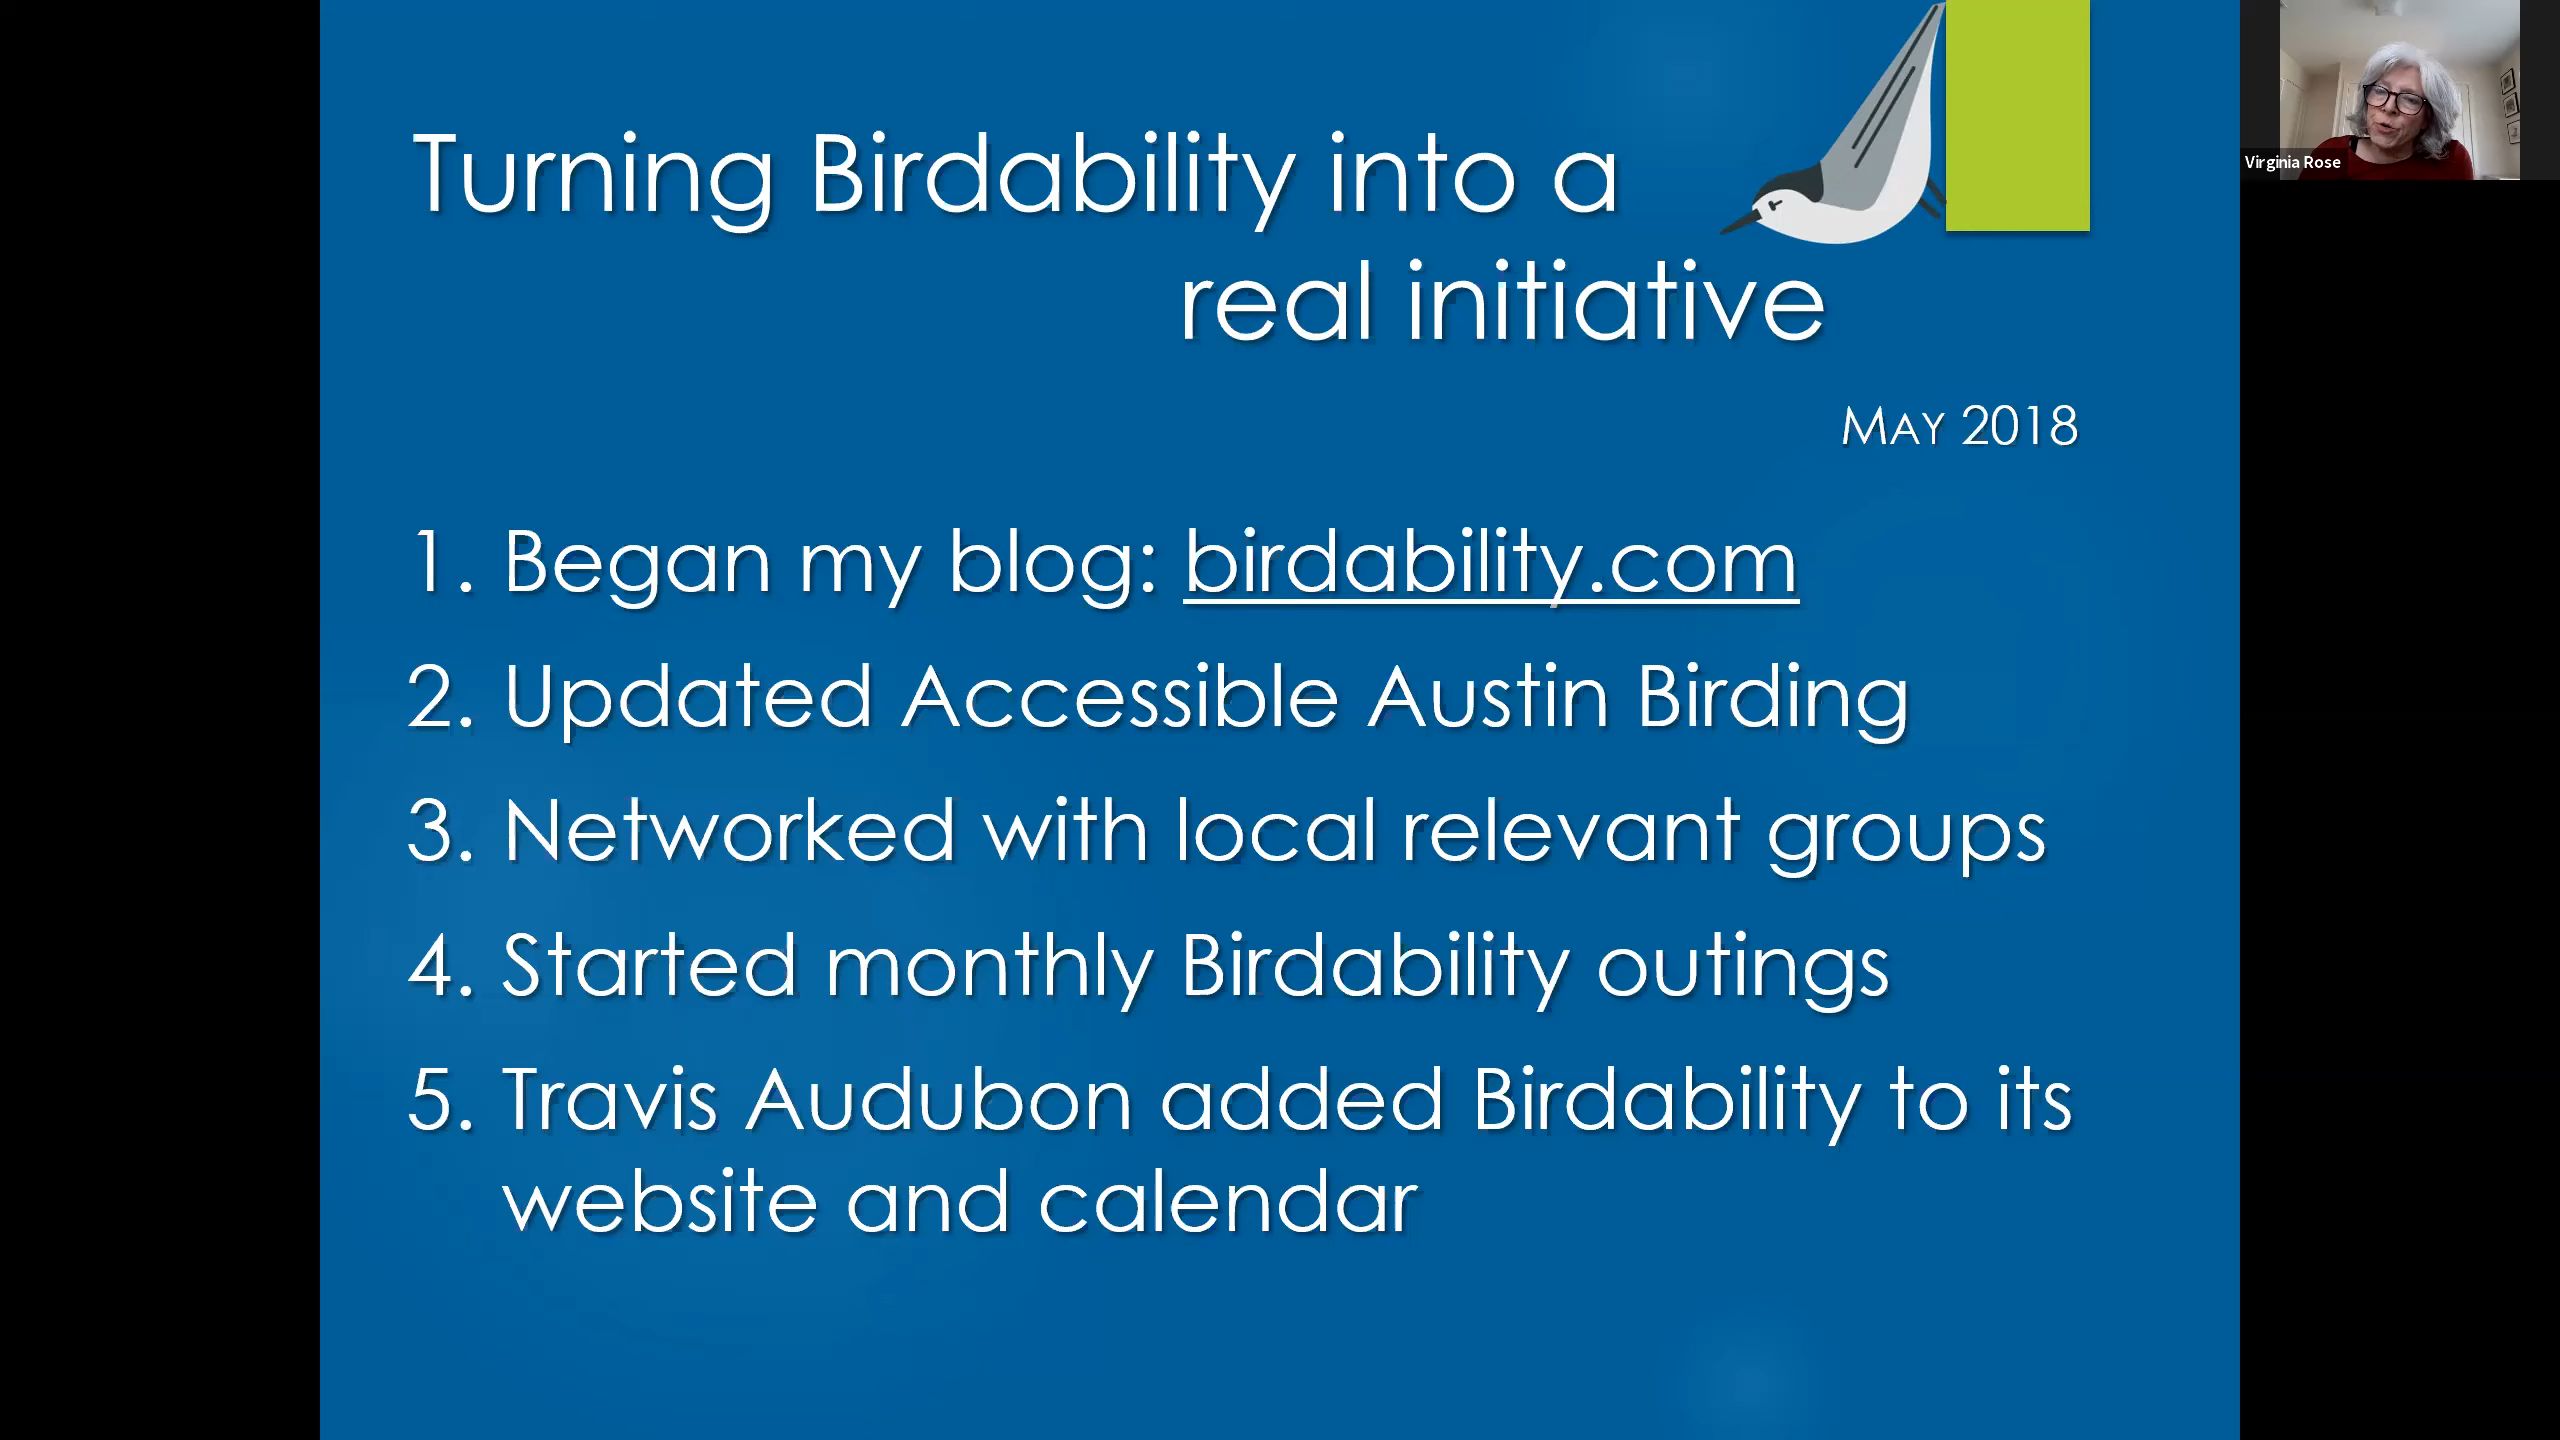 Turning Birdability into a
real initiative
MAY 2018
1. Began my blog: birdability.com
2. Updated Accessible Austin Birding
3. Networked with local relevant groups
4. Started monthly Birdability outings
5. Travis Audubon added Birdability to its
website and calendar
Virginia Rose